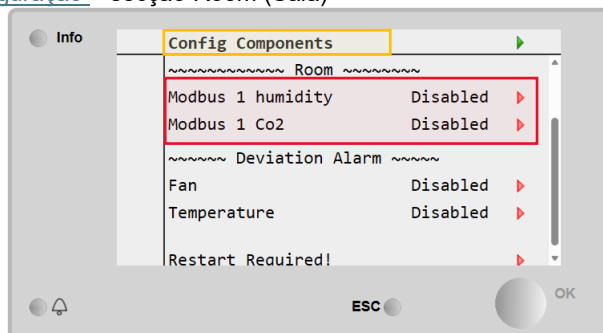 Info
Config Components
~~~~~~~~~~~~ Room ~~~~~~~~
Modbus 1 humidity Disabled
Modbus 1 Co2 Disabled
~~~~~~ Deviation Alarm ~~~~~
Fan Disabled
Temperature Disabled
Restart Required!
ESC
OK